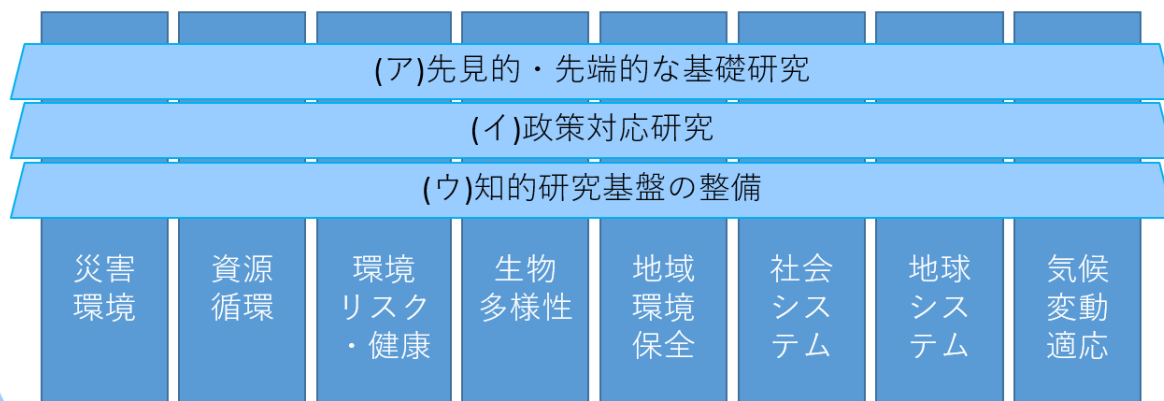 (ア)先見的・先端的な基礎研究
(イ)政策対応研究
(ウ)知的研究基盤の整備
災害
環境
資源
循環
環境
リスク
・健康
生物
多様性
地域
環境
保全
社会
シス
テム
地球
シス
テム
気候
変動
適応